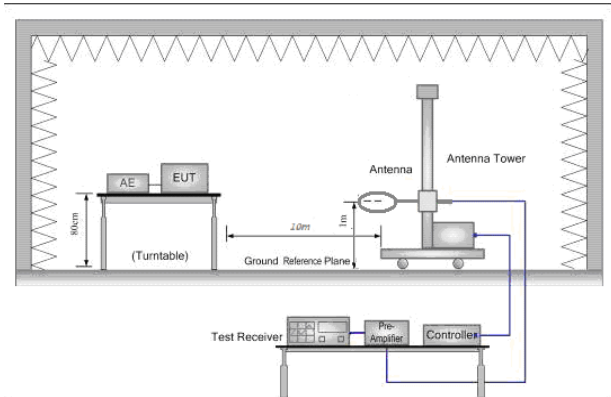 Antenna Tower
Antenna
AE
EUT
80cm
10m
1m
(Turntable)
Ground Reference Plane
Test Receiver
Pre-
Amplifier
Controller